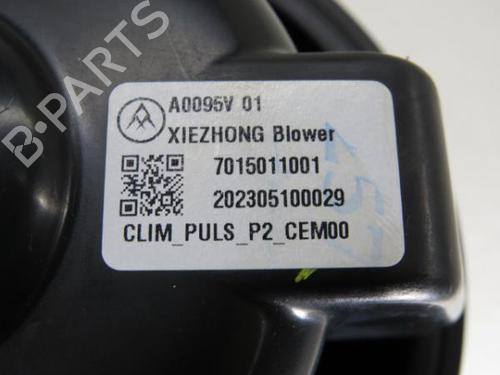 A0095V 01
XIEZHONG Blower
7015011001
202305100029
CLIM_PULS_P2_CEM00
B-PARTS